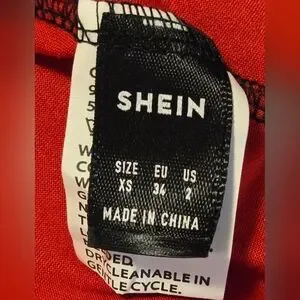 SHEIN
SIZE EU US
XS 34 2
MADE IN CHINA
DRYCLEANABLE IN
GENTLE CYCLE.